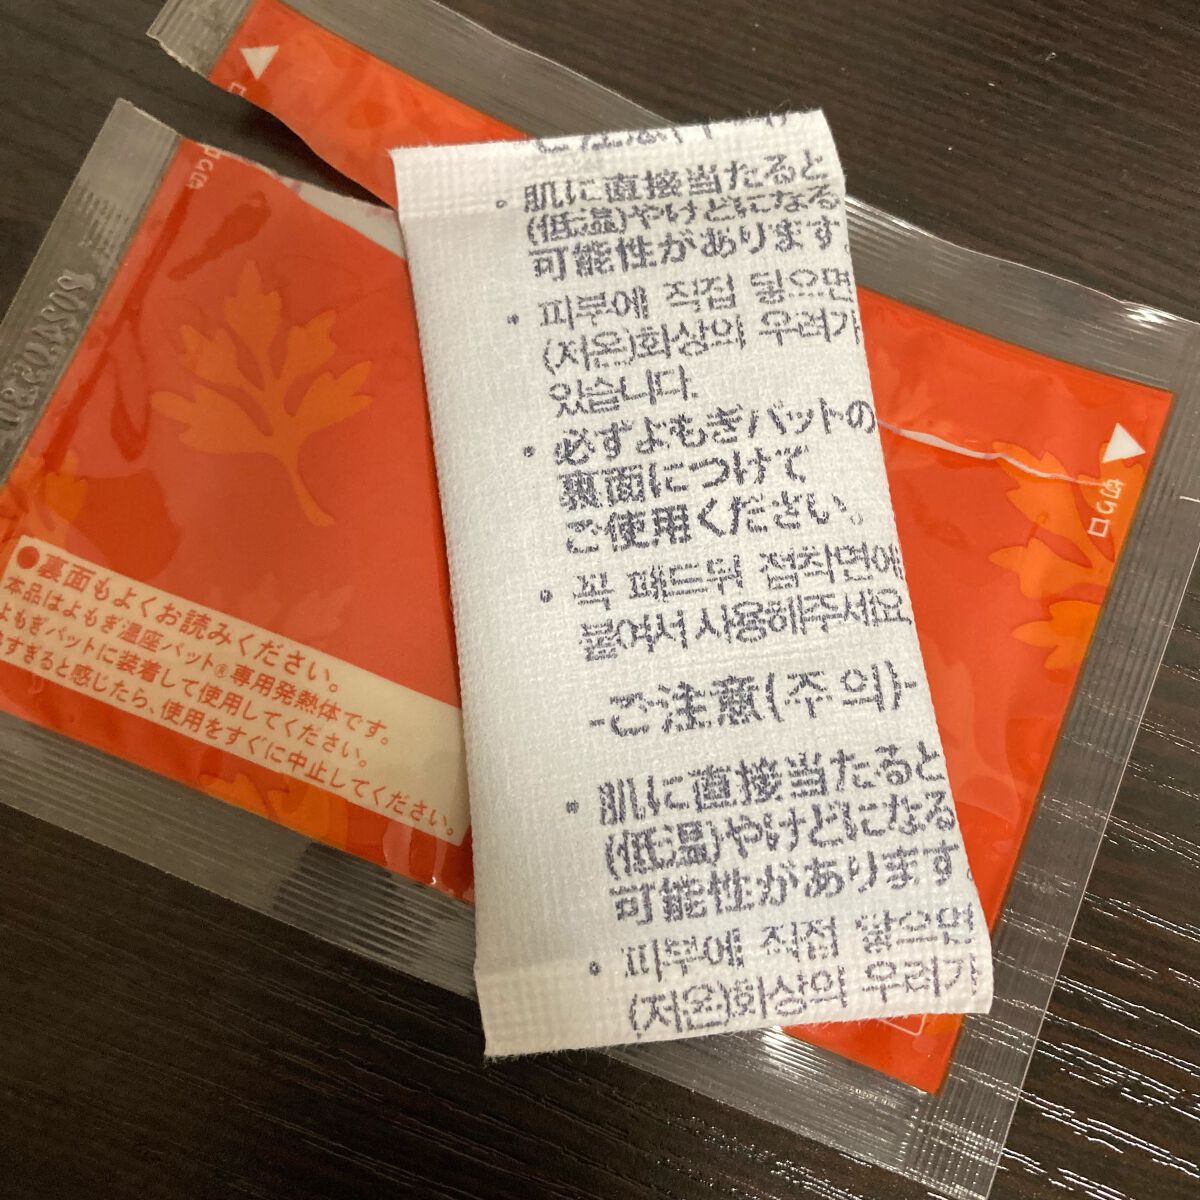 切り口
●裏面もよくお読みください。
本品はよもぎ温座パット®専用発熱体です。
よもぎパットに装着して使用してください。
熱すぎると感じたら、使用をすぐに中止してください。
• 肌に直接当たると
(低温)やけどになる
可能性があります。
• 피부에 직접 닿으면
(저온)화상의 우려가
있습니다.
• 必ずよもぎパットの
裏面につけて
ご使用ください。
• 꼭 패드뒤 접착면에
붙여서 사용해주세요
-ご注意(주의)-
• 肌に直接当たると
(低温)やけどになる
可能性があります。
• 피부에 직접 닿으면
(저온)화상의 우려가
切り口